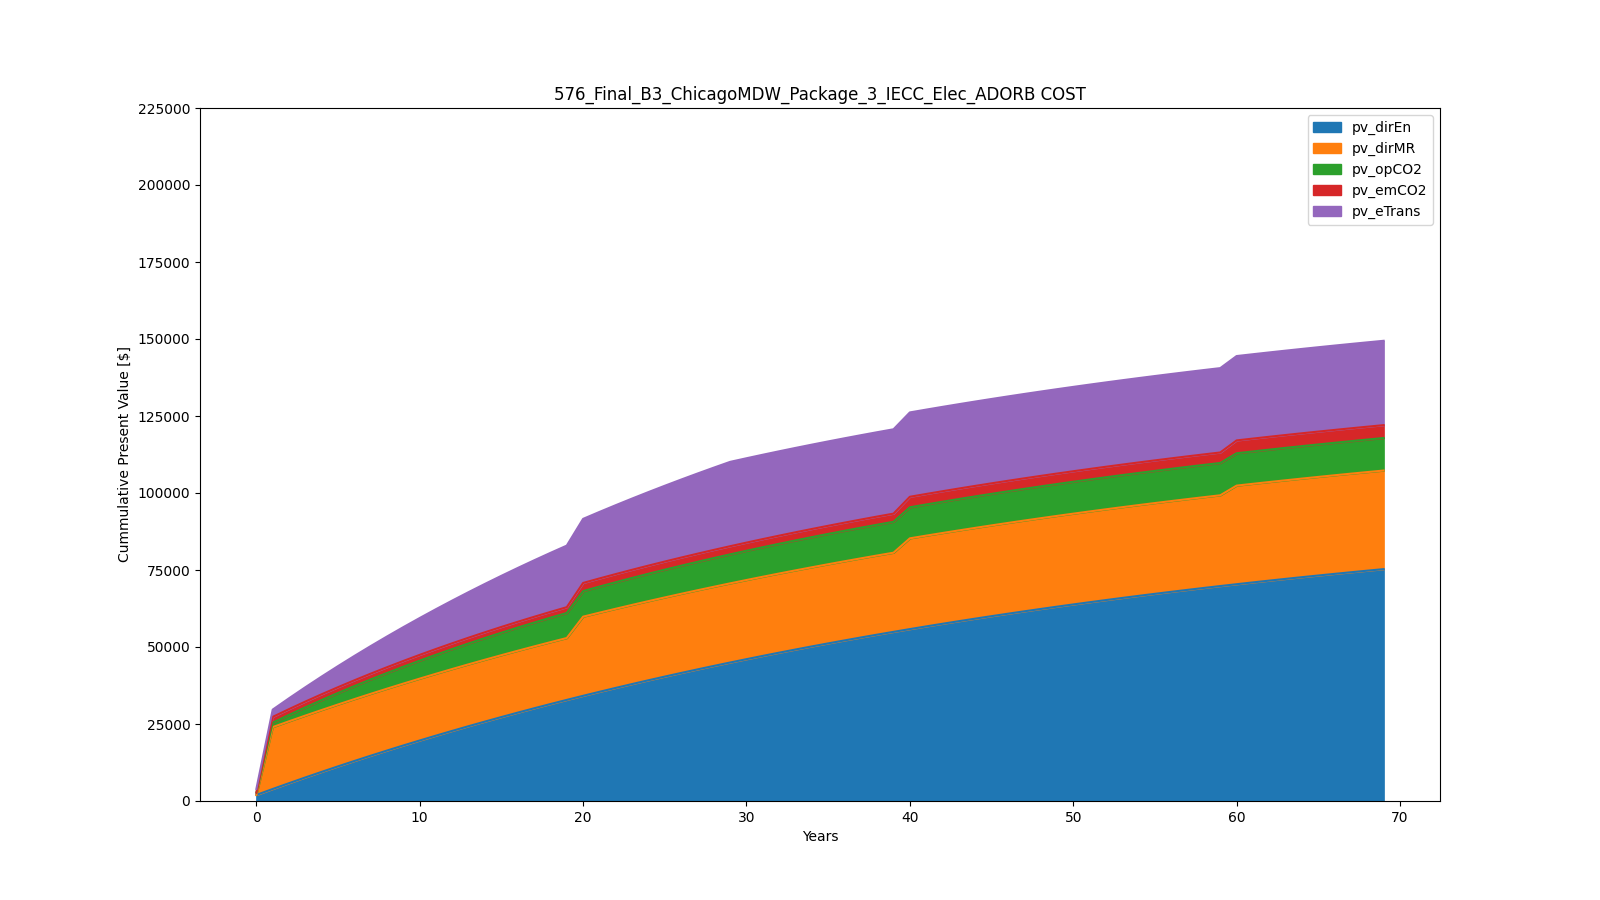 576_Final_B3_ChicagoMDW_Package_3_IECC_Elec_ADORB COST
225000
200000
175000
150000
125000
100000
75000
50000
25000
0
Cummulative Present Value [$]
pv_dirEn
pv_dirMR
pv_opCO2
pv_emCO2
pv_eTrans
0 10 20 30 40 50 60 70
Years